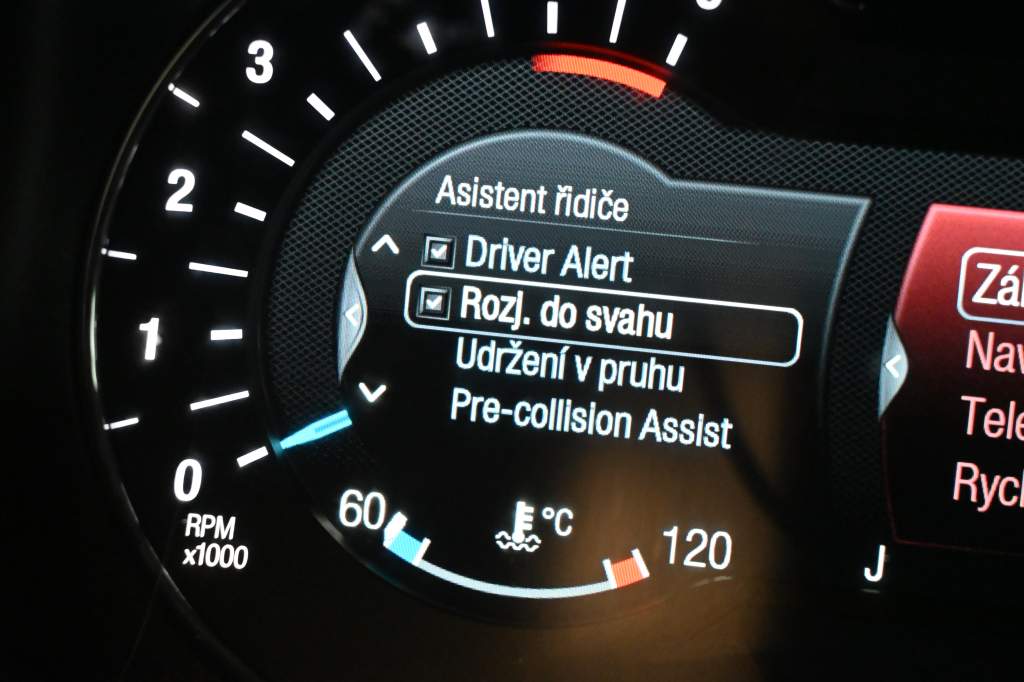 3
2
1
0
RPM
x1000
Asistent řidiče
Driver Alert
Rozj. do svahu
Udržení v pruhu
Pre-collision Assist
60
°C
120
J